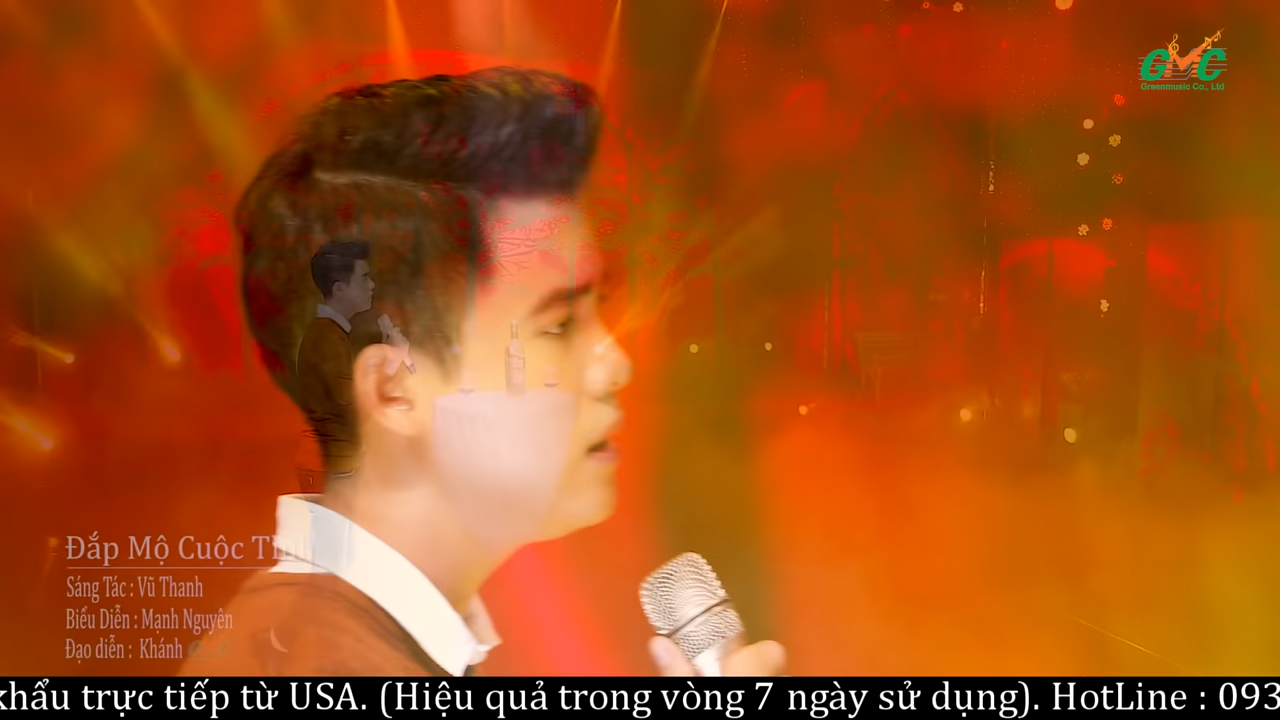 GMC
Greenmusic Co., Ltd
Đắp Mộ Cuộc Tình
Sáng Tác : Vũ Thanh
Biểu Diễn : Mạnh Nguyên
Đạo diễn : Khánh
khẩu trực tiếp từ USA. (Hiệu quả trong vòng 7 ngày sử dụng). HotLine : 093